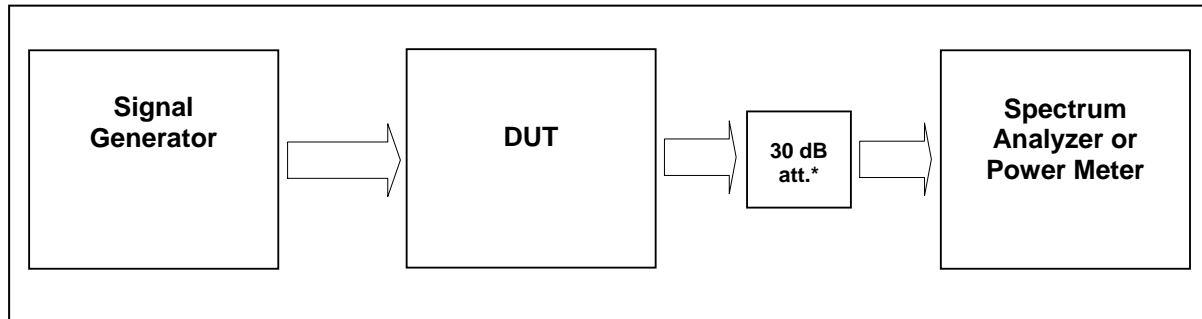 Signal
Generator
DUT
30 dB
att.*
Spectrum
Analyzer or
Power Meter